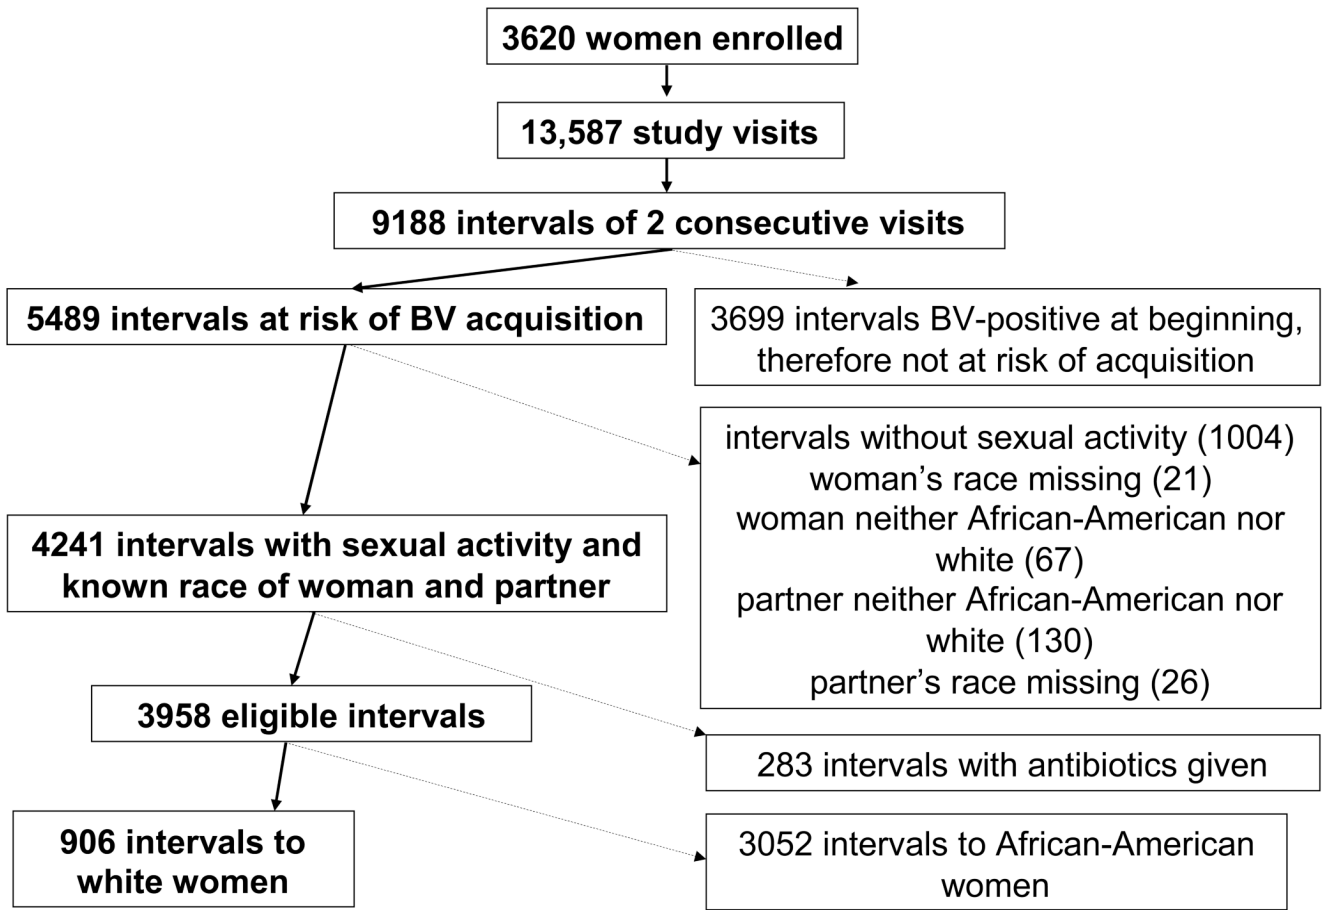 3620 women enrolled
13,587 study visits
9188 intervals of 2 consecutive visits
5489 intervals at risk of BV acquisition
3699 intervals BV-positive at beginning,
therefore not at risk of acquisition
intervals without sexual activity (1004)
woman’s race missing (21)
woman neither African-American nor
white (67)
partner neither African-American nor
white (130)
partner’s race missing (26)
4241 intervals with sexual activity and
known race of woman and partner
3958 eligible intervals
283 intervals with antibiotics given
906 intervals to
white women
3052 intervals to African-American
women